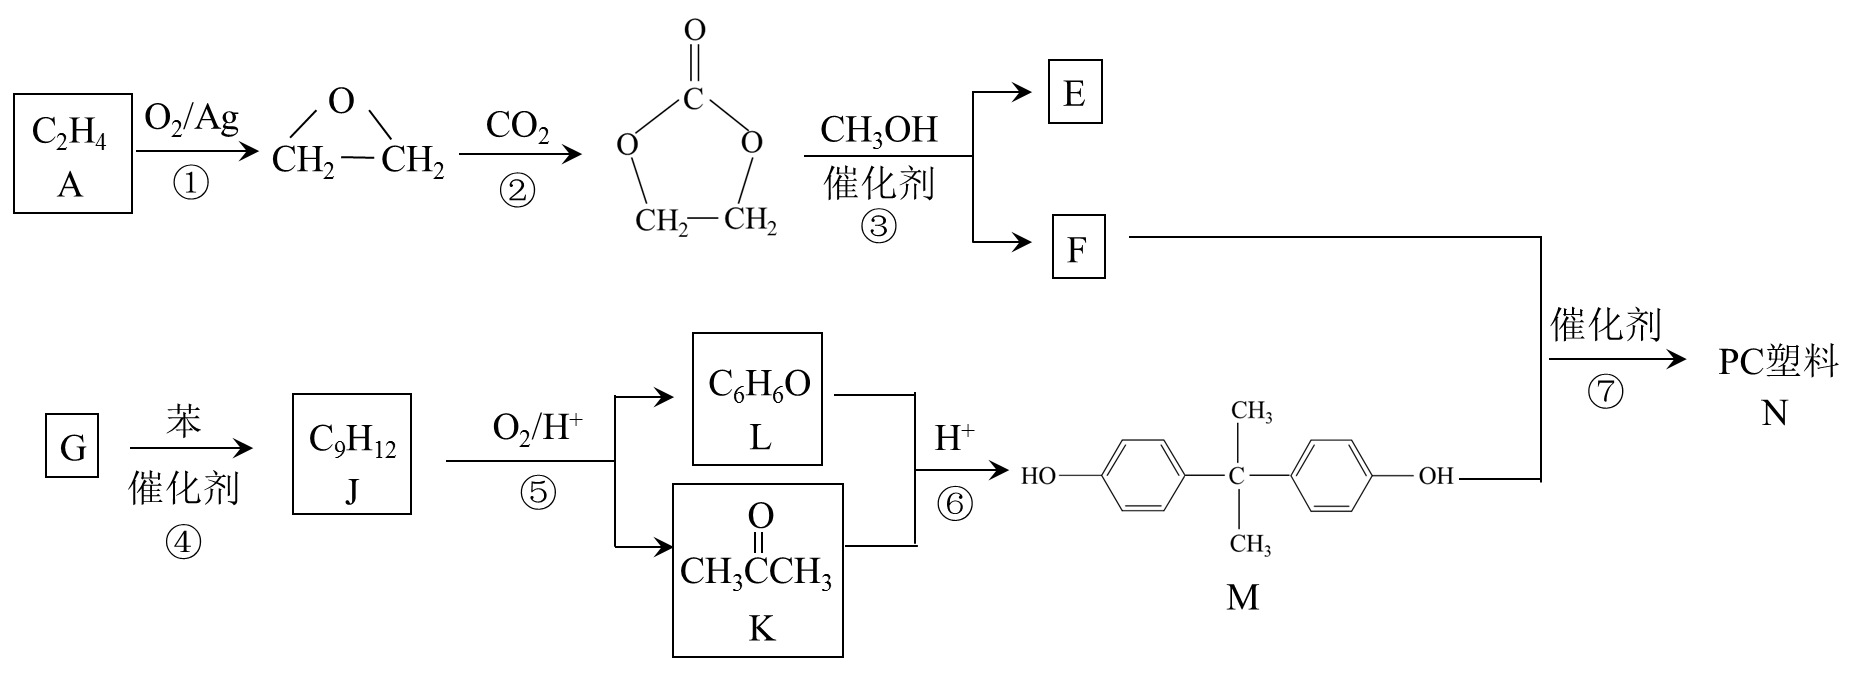 C₂H₄
A
O₂/Ag
①
O
CH₂—CH₂
CO₂
②
O
C
O O
CH₂—CH₂
CH₃OH
催化剂
③
E
F
G
苯
催化剂
④
C₉H₁₂
J
O₂/H⁺
⑤
C₆H₆O
L
O
CH₃CCH₃
K
H⁺
⑥
CH₃
HO C OH
CH₃
M
催化剂
⑦
PC塑料
N